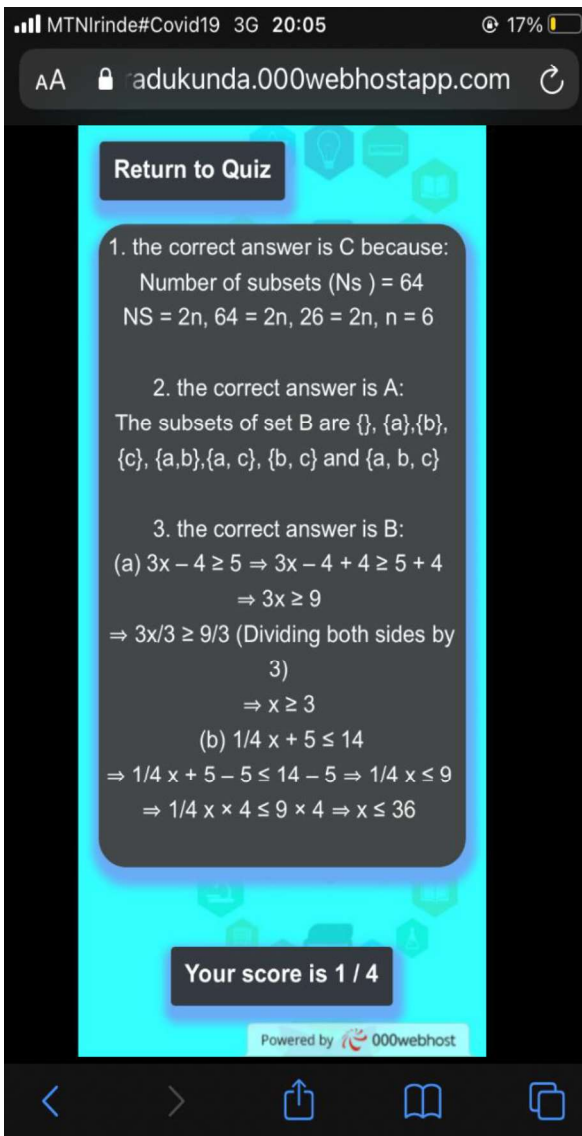 MTNIrinde#Covid19 3G 20:05 17%
AA adukunda.000webhostapp.com
Return to Quiz
1. the correct answer is C because:
Number of subsets (Ns ) = 64
NS = 2n, 64 = 2n, 26 = 2n, n = 6
2. the correct answer is A:
The subsets of set B are {}, {a},{b},
{c}, {a,b},{a, c}, {b, c} and {a, b, c}
3. the correct answer is B:
(a) 3x – 4 ≥ 5 ⇒ 3x – 4 + 4 ≥ 5 + 4
⇒ 3x ≥ 9
⇒ 3x/3 ≥ 9/3 (Dividing both sides by
3)
⇒ x ≥ 3
(b) 1/4 x + 5 ≤ 14
⇒ 1/4 x + 5 – 5 ≤ 14 – 5 ⇒ 1/4 x ≤ 9
⇒ 1/4 x × 4 ≤ 9 × 4 ⇒ x ≤ 36
Your score is 1 / 4
Powered by 000webhost